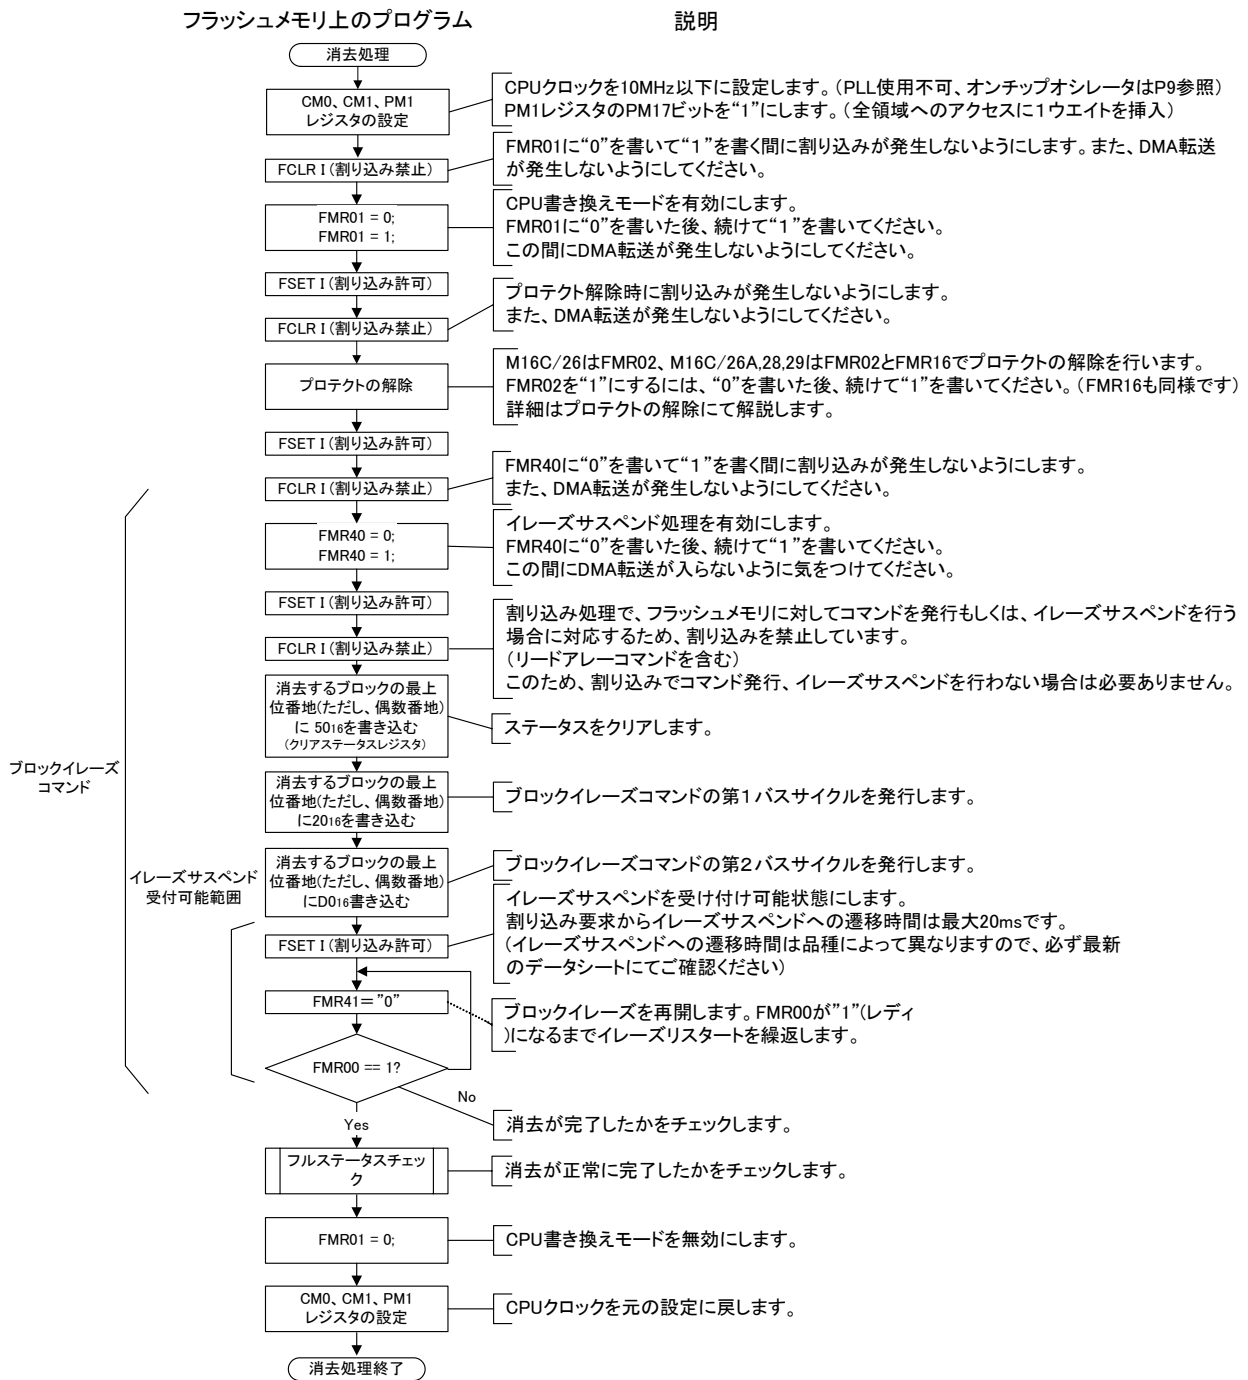 フラッシュメモリ上のプログラム
説明
消去処理
CM0、CM1、PM1
レジスタの設定
CPUクロックを10MHz以下に設定します。（PLL使用不可、オンチップオシレータはP9参照）
PM1レジスタのPM17ビットを“1”にします。（全領域へのアクセスに１ウエイトを挿入）
FCLR I（割り込み禁止）
FMR01に“0”を書いて“1”を書く間に割り込みが発生しないようにします。また、DMA転送
が発生しないようにしてください。
FMR01 = 0;
FMR01 = 1;
CPU書き換えモードを有効にします。
FMR01に“0”を書いた後、続けて“1”を書いてください。
この間にDMA転送が発生しないようにしてください。
FSET I（割り込み許可）
FCLR I（割り込み禁止）
プロテクト解除時に割り込みが発生しないようにします。
また、DMA転送が発生しないようにしてください。
プロテクトの解除
M16C/26はFMR02、M16C/26A,28,29はFMR02とFMR16でプロテクトの解除を行います。
FMR02を“1”にするには、“0”を書いた後、続けて“1”を書いてください。（FMR16も同様です）
詳細はプロテクトの解除にて解説します。
FSET I（割り込み許可）
FCLR I（割り込み禁止）
FMR40に“0”を書いて“1”を書く間に割り込みが発生しないようにします。
また、DMA転送が発生しないようにしてください。
FMR40 = 0;
FMR40 = 1;
イレーズサスペンド処理を有効にします。
FMR40に“0”を書いた後、続けて“1”を書いてください。
この間にDMA転送が入らないように気をつけてください。
FSET I（割り込み許可）
FCLR I（割り込み禁止）
割り込み処理で、フラッシュメモリに対してコマンドを発行もしくは、イレーズサスペンドを行う
場合に対応するため、割り込みを禁止しています。
（リードアレーコマンドを含む）
このため、割り込みでコマンド発行、イレーズサスペンドを行わない場合は必要ありません。
消去するブロックの最上
位番地(ただし、偶数番地)
に 5016を書き込む
(クリアステータスレジスタ)
ステータスをクリアします。
ブロックイレーズ
コマンド
消去するブロックの最上
位番地(ただし、偶数番地)
に2016を書き込む
ブロックイレーズコマンドの第１バスサイクルを発行します。
消去するブロックの最上
位番地(ただし、偶数番地)
にD016書き込む
ブロックイレーズコマンドの第２バスサイクルを発行します。
イレーズサスペンド
受付可能範囲
FSET I（割り込み許可）
イレーズサスペンドを受け付け可能状態にします。
割り込み要求からイレーズサスペンドへの遷移時間は最大20msです。
(イレーズサスペンドへの遷移時間は品種によって異なりますので、必ず最新
のデータシートにてご確認ください)
FMR41＝”0”
ブロックイレーズを再開します。FMR00が”1”(レディ
)になるまでイレーズリスタートを繰返します。
FMR00 == 1?
No
Yes
消去が完了したかをチェックします。
フルステータスチェッ
ク
消去が正常に完了したかをチェックします。
FMR01 = 0;
CPU書き換えモードを無効にします。
CM0、CM1、PM1
レジスタの設定
CPUクロックを元の設定に戻します。
消去処理終了